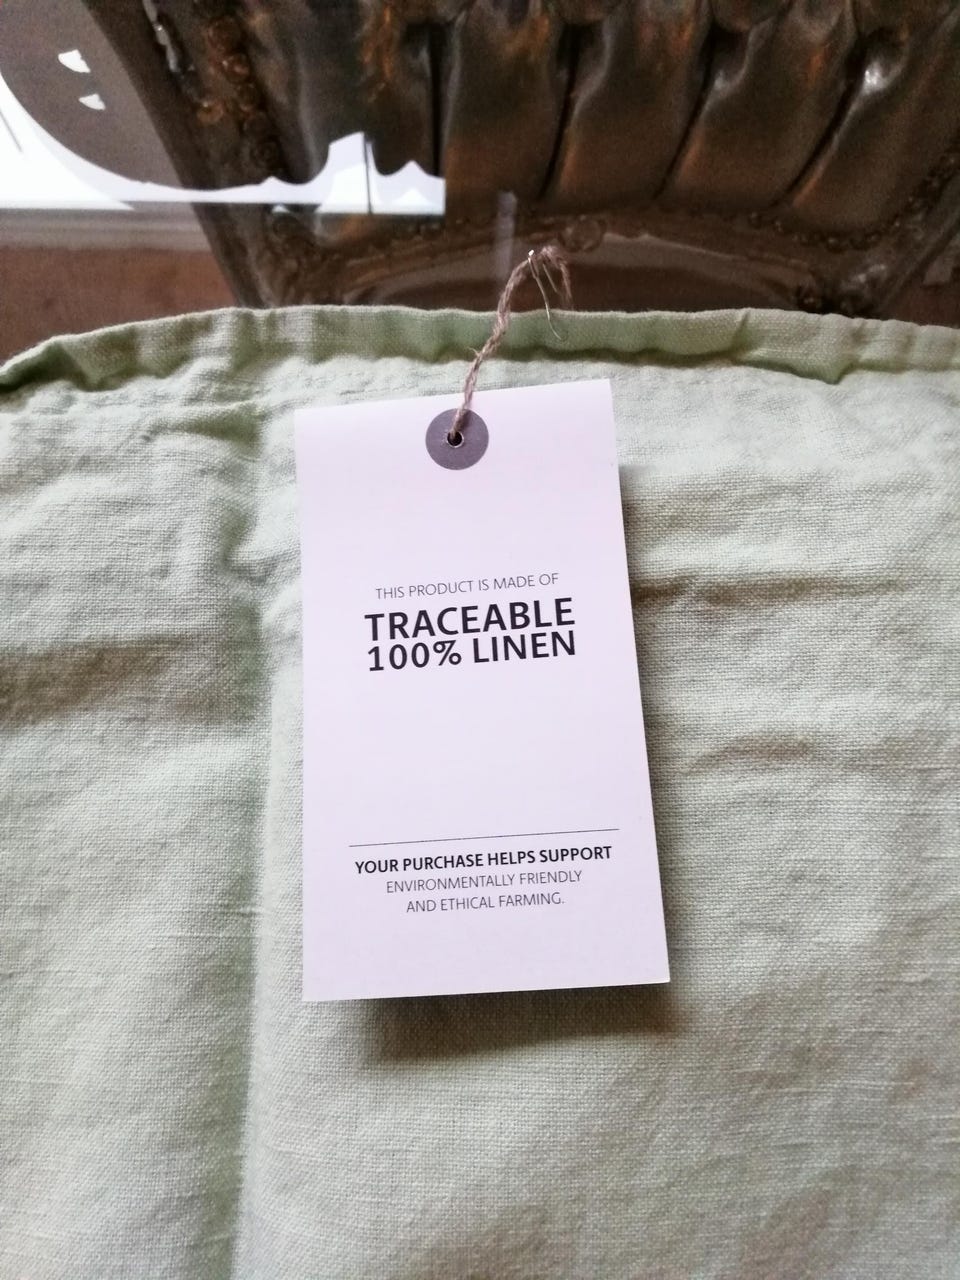 THIS PRODUCT IS MADE OF
TRACEABLE
100% LINEN
YOUR PURCHASE HELPS SUPPORT
ENVIRONMENTALLY FRIENDLY
AND ETHICAL FARMING.